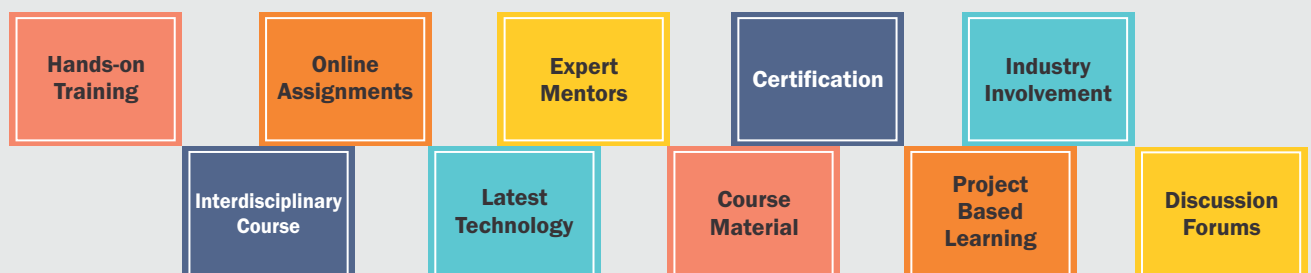 Hands-on
Training
Online
Assignments
Expert
Mentors
Certification
Industry
Involvement
Interdisciplinary
Course
Latest
Technology
Course
Material
Project
Based
Learning
Discussion
Forums